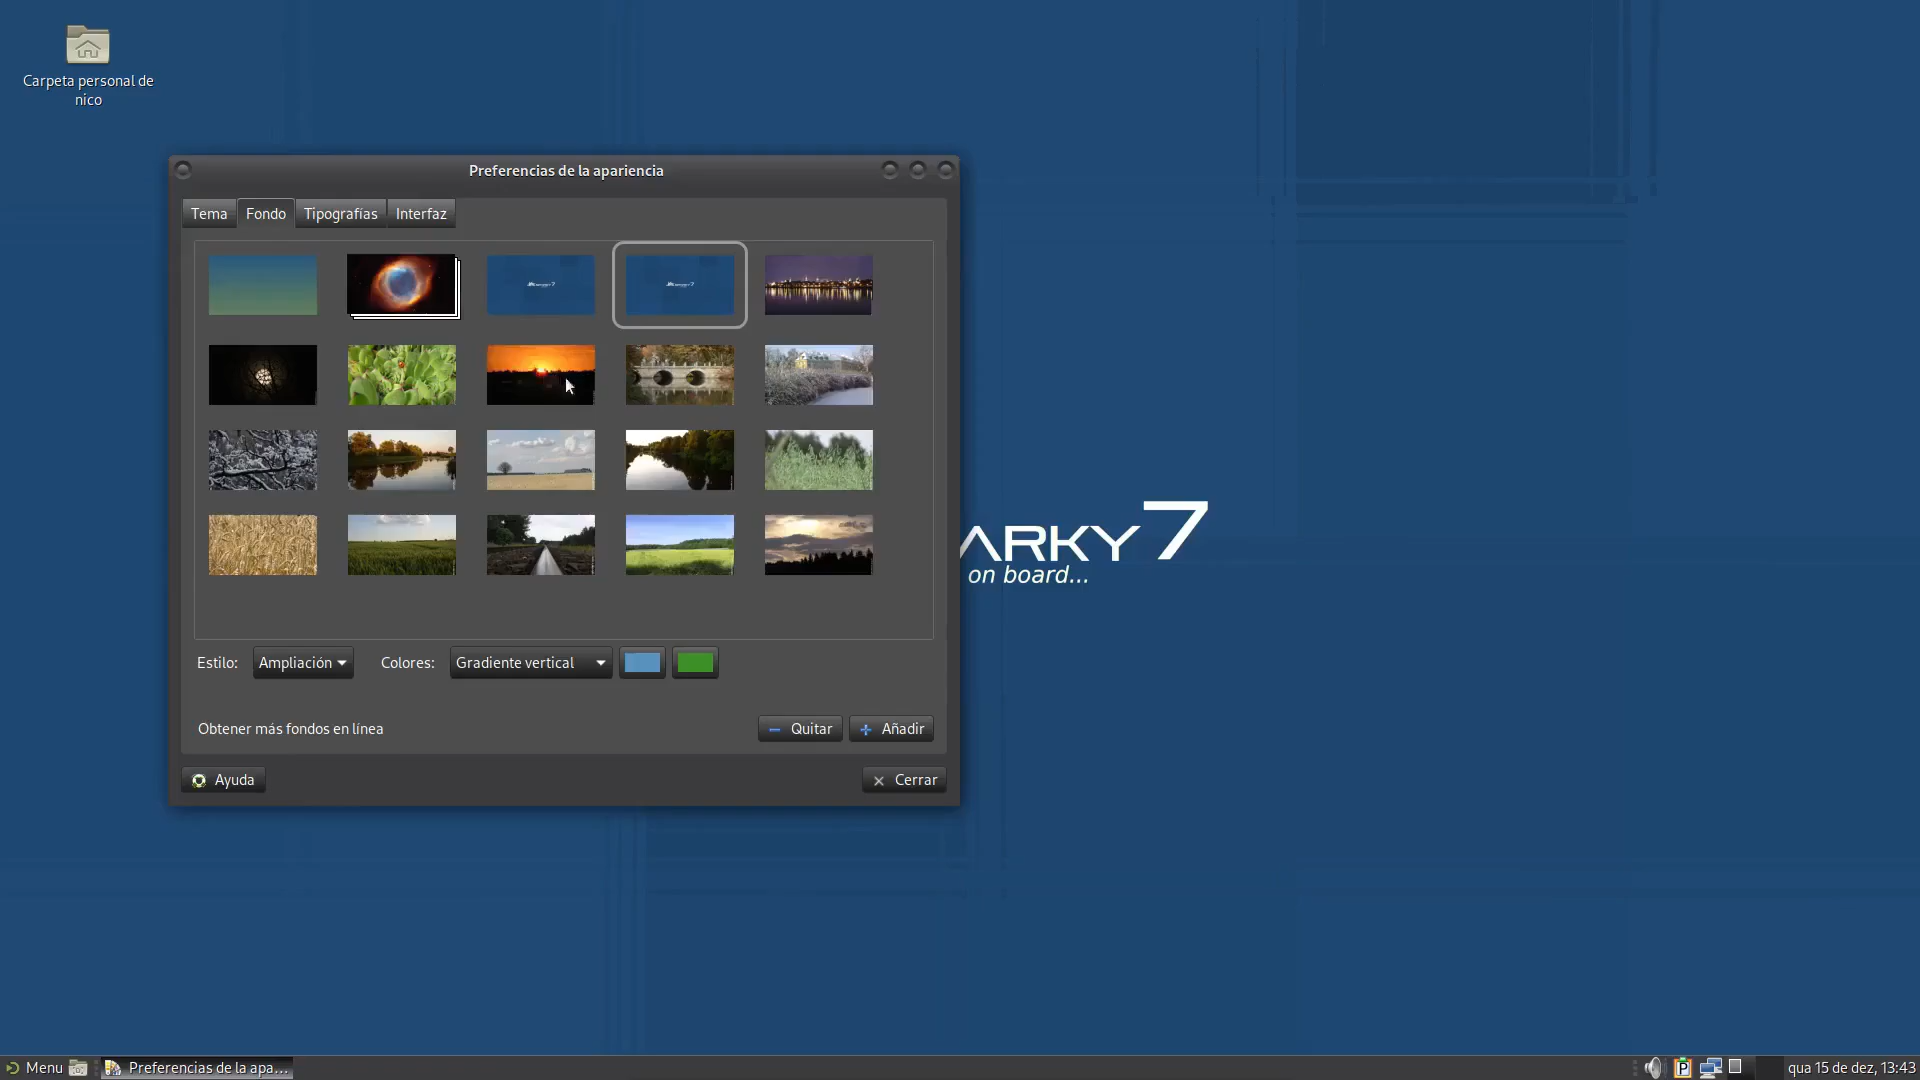 Carpeta personal de
nico
Preferencias de la apariencia
Tema
Fondo
Tipografías
Interfaz
ARKY 7
on board...
Estilo:
Ampliación
Colores:
Gradiente vertical
Obtener más fondos en línea
Quitar
Añadir
Ayuda
Cerrar
Menu
Preferencias de la apa...
P
qua 15 de dez, 13:43